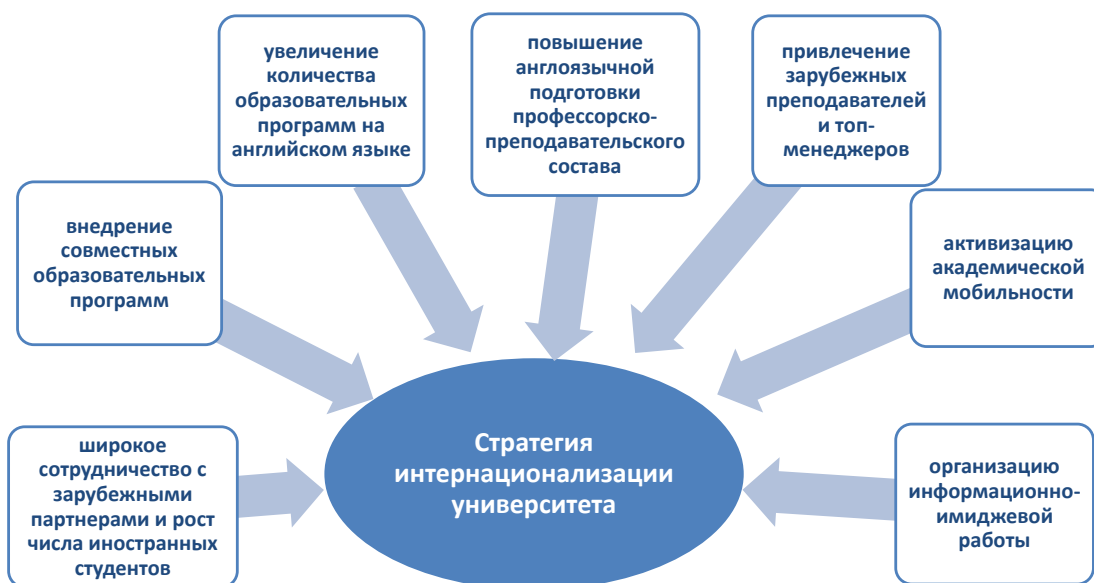 увеличение
количества
образовательных
программ на
английском языке
повышение
англоязычной
подготовки
профессорско-
преподавательского
состава
привлечение
зарубежных
преподавателей
и топ-
менеджеров
внедрение
совместных
образовательных
программ
активизацию
академической
мобильности
широкое
сотрудничество с
зарубежными
партнерами и рост
числа иностранных
студентов
Стратегия
интернационализации
университета
организацию
информационно-
имиджевой
работы